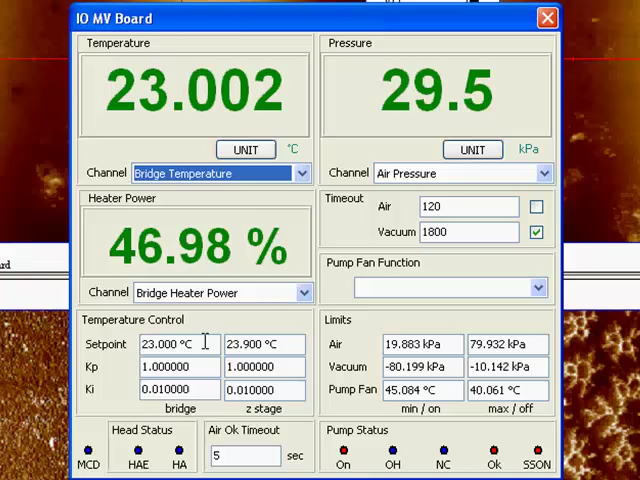 IO MV Board
Temperature
23.002
UNIT °C
Channel Bridge Temperature
Pressure
29.5
UNIT kPa
Channel Air Pressure
Heater Power
46.98 %
Channel Bridge Heater Power
Timeout
Air 120
Vacuum 1800
Pump Fan Function
Temperature Control
Setpoint 23.000 °C 23.900 °C
Kp 1.000000 1.000000
Ki 0.010000 0.010000
bridge z stage
Limits
Air 19.883 kPa 79.932 kPa
Vacuum -80.199 kPa -10.142 kPa
Pump Fan 45.084 °C 40.061 °C
min / on max / off
Head Status
MCD HAE HA
Air Ok Timeout
5 sec
Pump Status
On OH NC Ok SSON
ard